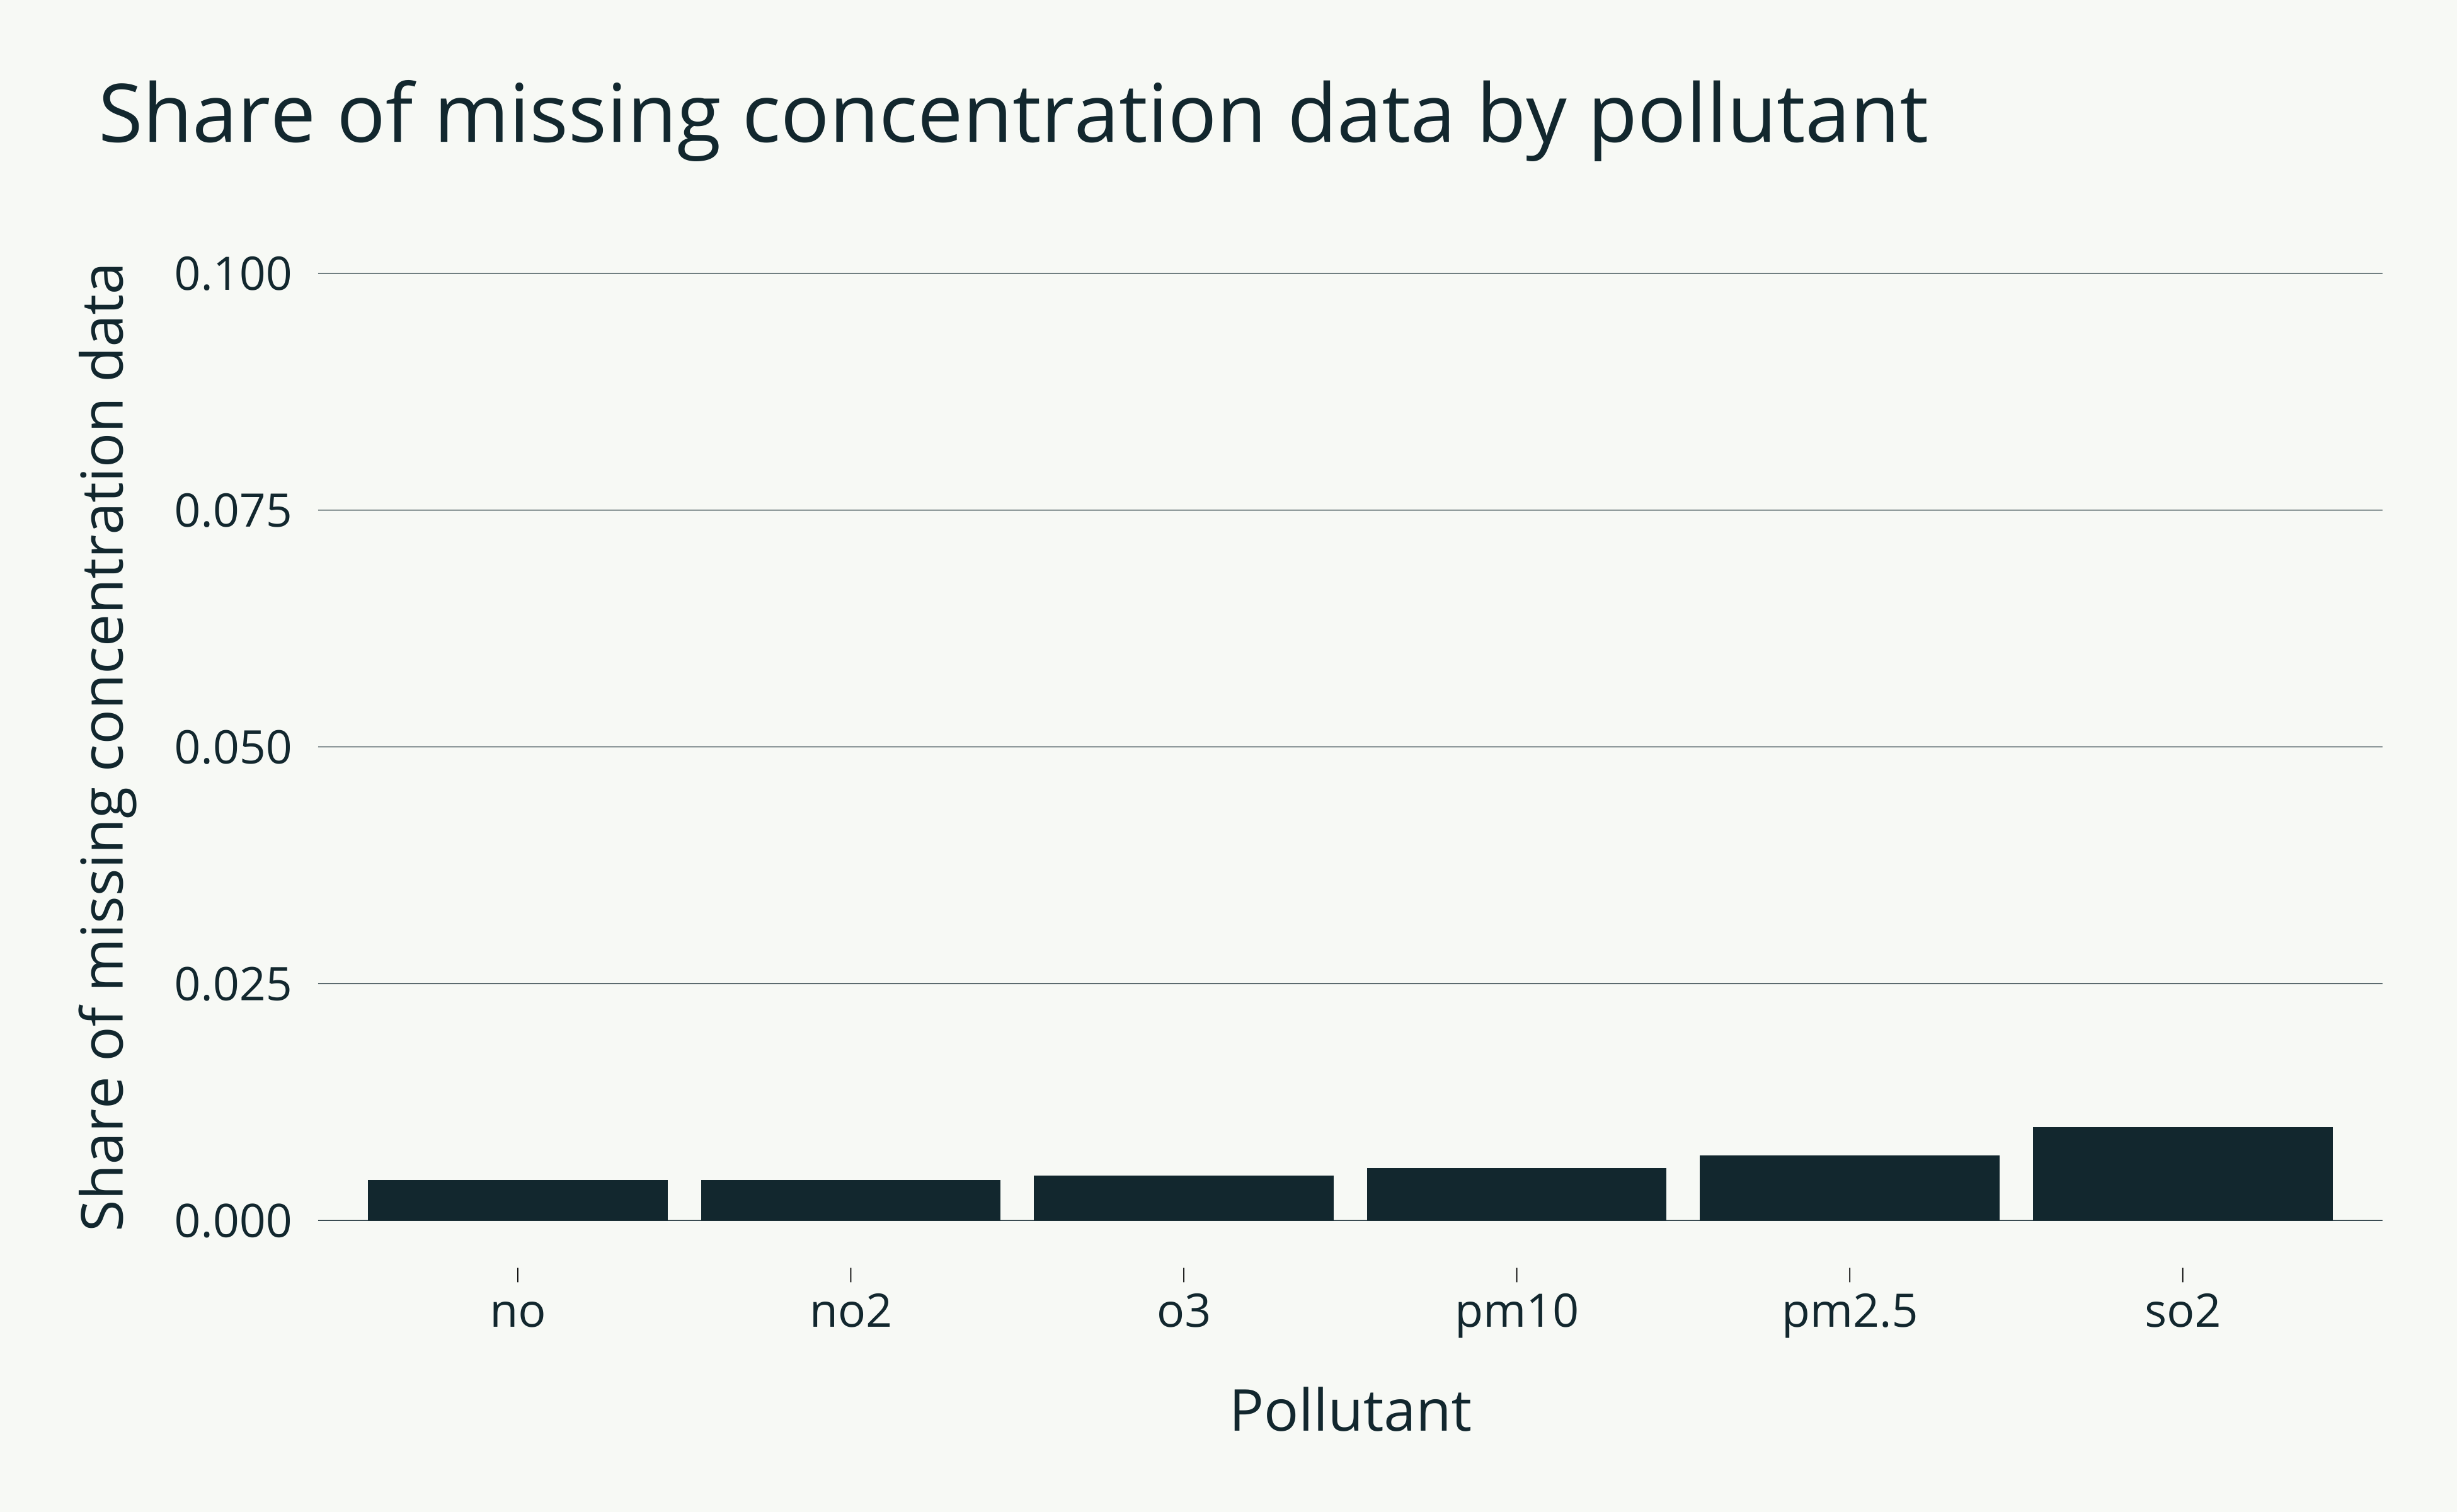 Share of missing concentration data by pollutant
Share of missing concentration data
0.100
0.075
0.050
0.025
0.000
no no2 o3 pm10 pm2.5 so2
Pollutant